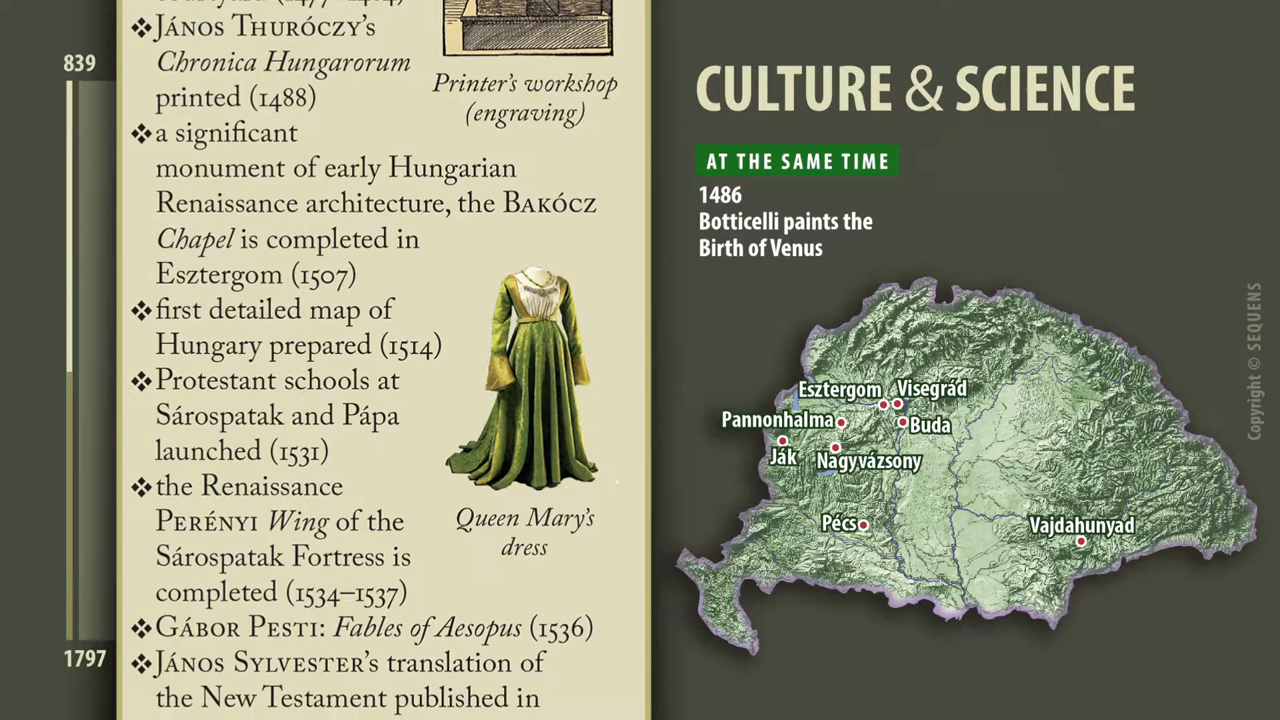 839
1797
❖JÁNOS THURÓCZY'S
Chronica Hungarorum
printed (1488)
❖a significant
monument of early Hungarian
Renaissance architecture, the BAKÓCZ
Chapel is completed in
Esztergom (1507)
❖first detailed map of
Hungary prepared (1514)
❖Protestant schools at
Sárospatak and Pápa
launched (1531)
❖the Renaissance
PERÉNYI Wing of the
Sárospatak Fortress is
completed (1534–1537)
❖GÁBOR PESTI: Fables of Aesopus (1536)
❖JÁNOS SYLVESTER'S translation of
the New Testament published in
Printer's workshop
(engraving)
Queen Mary's
dress
CULTURE & SCIENCE
AT THE SAME TIME
1486
Botticelli paints the
Birth of Venus
Esztergom
Visegrád
Pannonhalma
Buda
Ják
Nagyvázsony
Pécs
Vajdahunyad
Copyright © SEQUENS